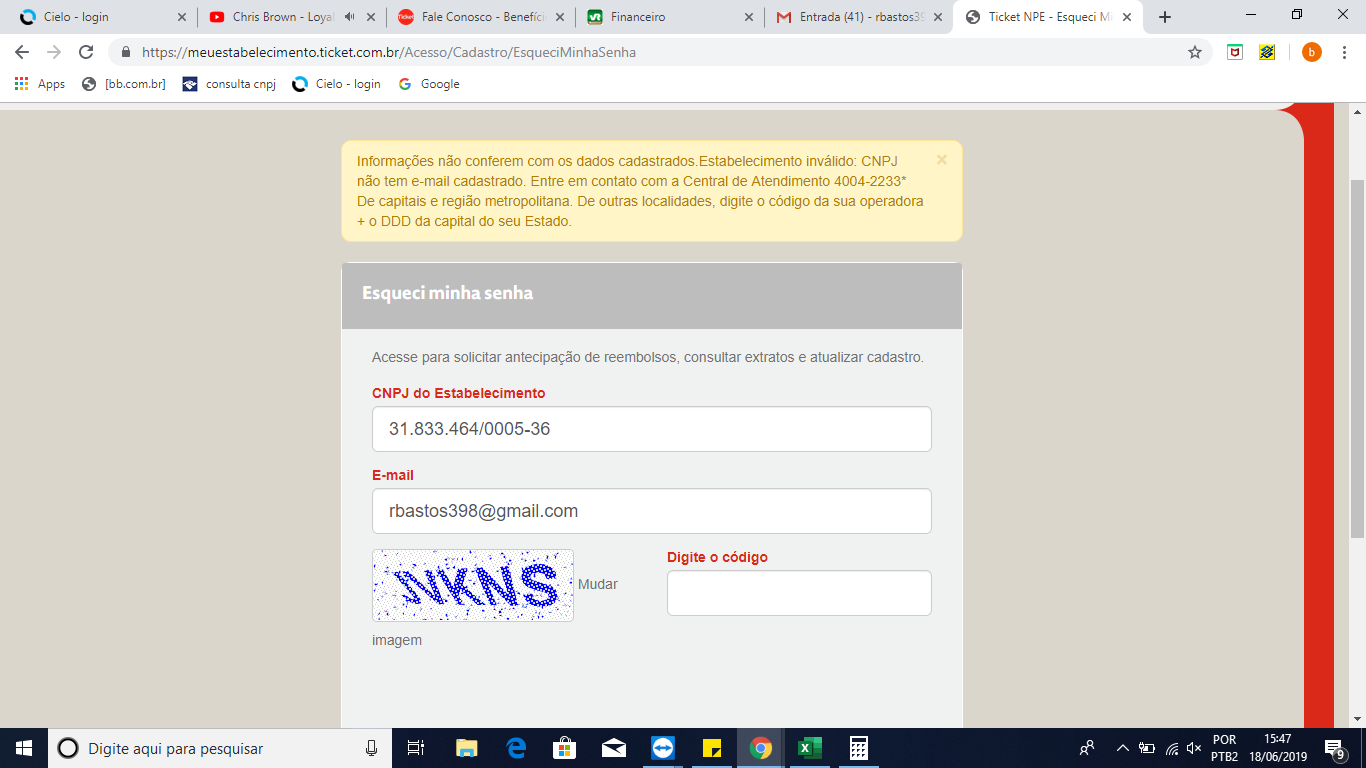 Cielo - login
Chris Brown - Loyal
Fale Conosco - Benefíci
Financeiro
Entrada (41) - rbastos39
Ticket NPE - Esqueci Mi
https://meuestabelecimento.ticket.com.br/Acesso/Cadastro/EsqueciMinhaSenha
b
Apps
[bb.com.br]
consulta cnpj
Cielo - login
Google
Informações não conferem com os dados cadastrados.Estabelecimento inválido: CNPJ
não tem e-mail cadastrado. Entre em contato com a Central de Atendimento 4004-2233*
De capitais e região metropolitana. De outras localidades, digite o código da sua operadora
+ o DDD da capital do seu Estado.
Esqueci minha senha
Acesse para solicitar antecipação de reembolsos, consultar extratos e atualizar cadastro.
CNPJ do Estabelecimento
31.833.464/0005-36
E-mail
rbastos398@gmail.com
Mudar
imagem
Digite o código
Digite aqui para pesquisar
POR
PTB2
15:47
18/06/2019
9